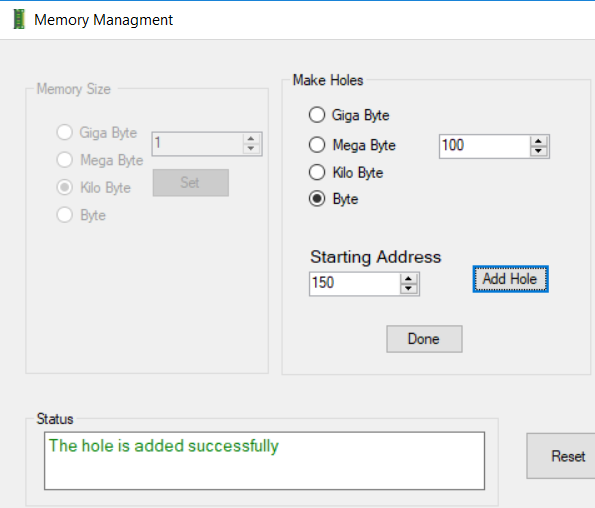 Memory Managment
Memory Size
Giga Byte
1
Mega Byte
Kilo Byte
Set
Byte
Make Holes
Giga Byte
Mega Byte
100
Kilo Byte
Byte
Starting Address
150
Add Hole
Done
Status
The hole is added successfully
Reset